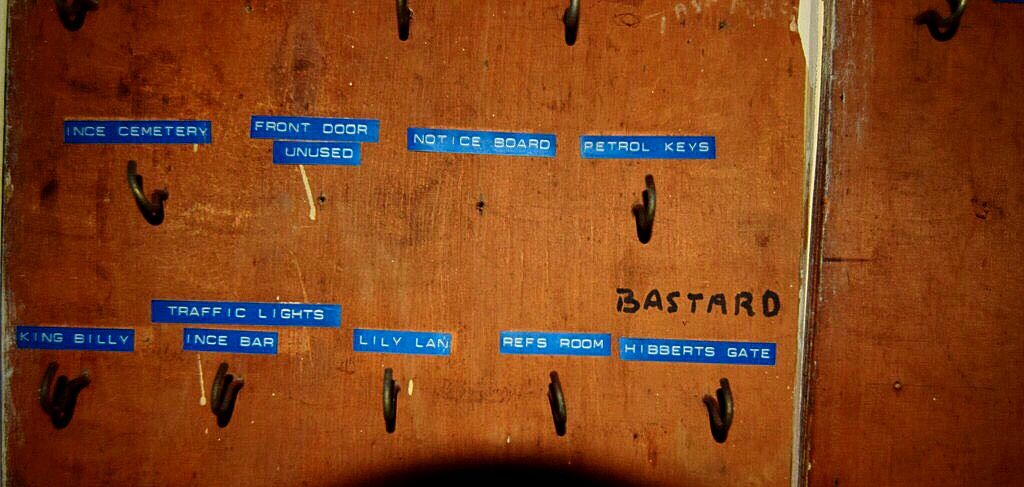 INCE CEMETERY
FRONT DOOR
UNUSED
NOTICE BOARD
PETROL KEYS
BASTARD
TRAFFIC LIGHTS
KING BILLY
INCE BAR
LILY LAN
REFS ROOM
HIBBERTS GATE